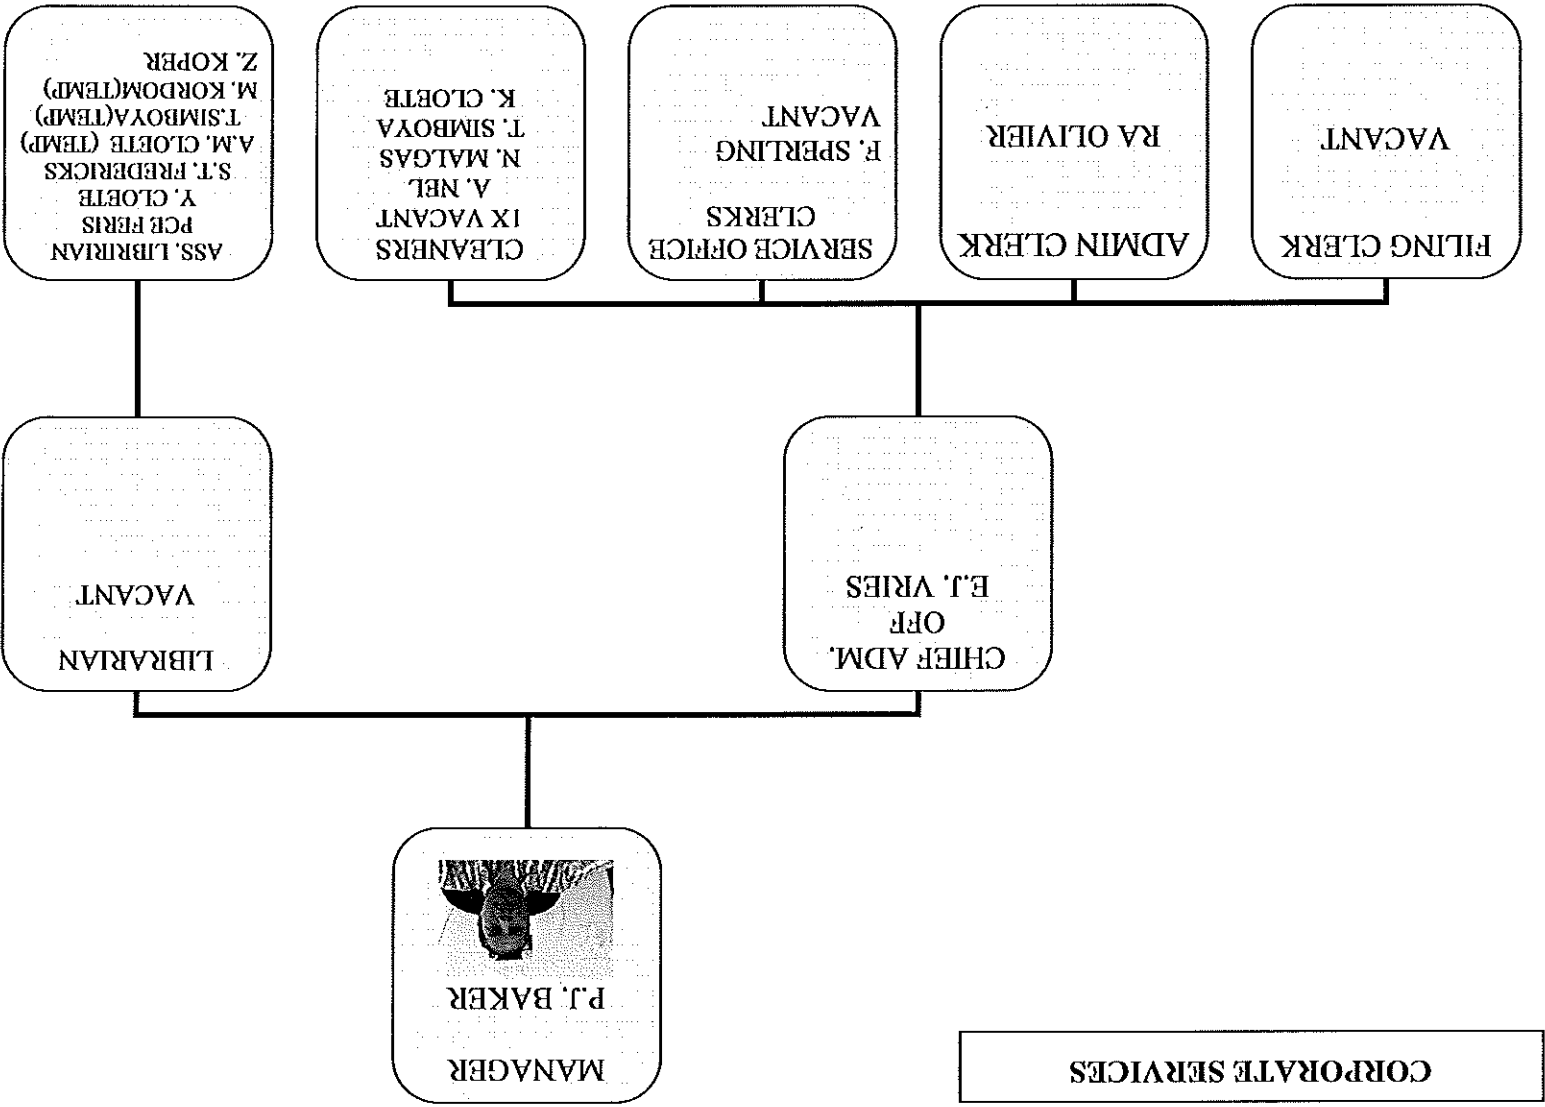 CORPORATE SERVICES
MANAGER
P.J. BAKER
CHIEF ADM.
OFF
E.J. VRIES
LIBRARIAN
VACANT
FILING CLERK
VACANT
ADMIN CLERK
RA OLIVIER
SERVICE OFFICE
CLERKS
F. SPERLING
VACANT
CLEANERS
1X VACANT
A. NEL
N. MALGAS
T. SIMBOYA
K. CLOETE
ASS. LIBRIRIAN
PCE FERIS
Y. CLOETE
S.T. FREDERICKS
A.M. CLOETE (TEMP)
T.SIMBOYA(TEMP)
M. KORDOM(TEMP)
Z. KOPER